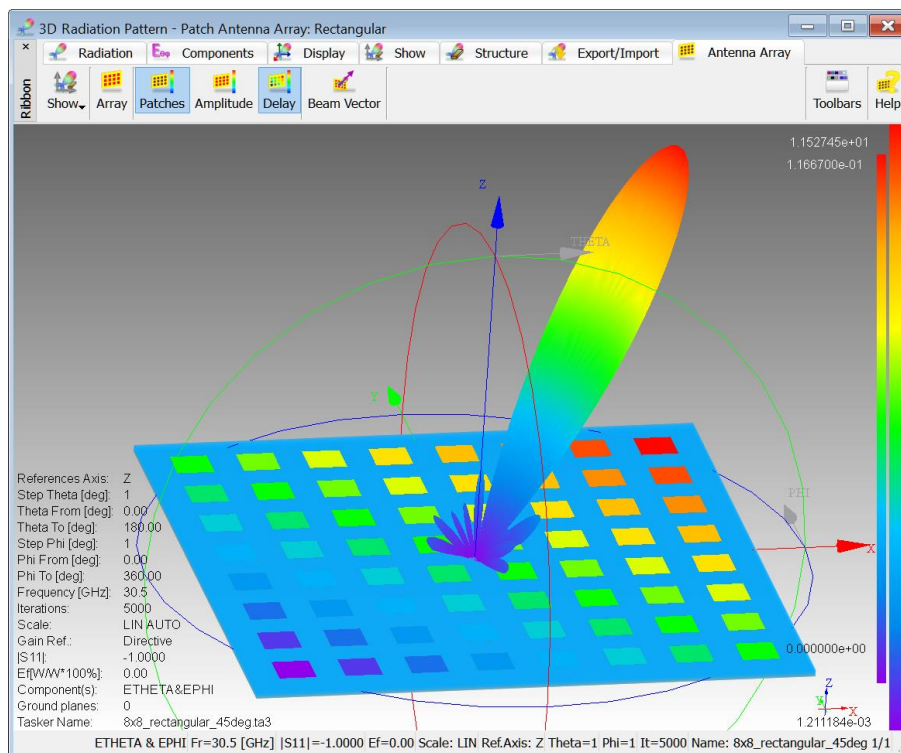 3D Radiation Pattern - Patch Antenna Array: Rectangular
Radiation Eθφ Components Display Show Structure Export/Import Antenna Array
Ribbon
Show Array Patches Amplitude Delay Beam Vector Toolbars Help
1.152745e+01
1.166700e-01
Z
THETA
Y
PHI
X
References Axis: Z
Step Theta [deg]: 1
Theta From [deg]: 0.00
Theta To [deg]: 180.00
Step Phi [deg]: 1
Phi From [deg]: 0.00
Phi To [deg]: 360.00
Frequency [GHz]: 30.5
Iterations: 5000
Scale: LIN AUTO
Gain Ref.: Directive
|S11|: -1.0000
Ef[W/W*100%]: 0.00
Component(s): ETHETA&EPHI
Ground planes: 0
Tasker Name: 8x8_rectangular_45deg.ta3
0.000000e+00
Z
Y
X
1.211184e-03
ETHETA & EPHI Fr=30.5 [GHz] |S11|=-1.0000 Ef=0.00 Scale: LIN Ref.Axis: Z Theta=1 Phi=1 It=5000 Name: 8x8_rectangular_45deg 1/1